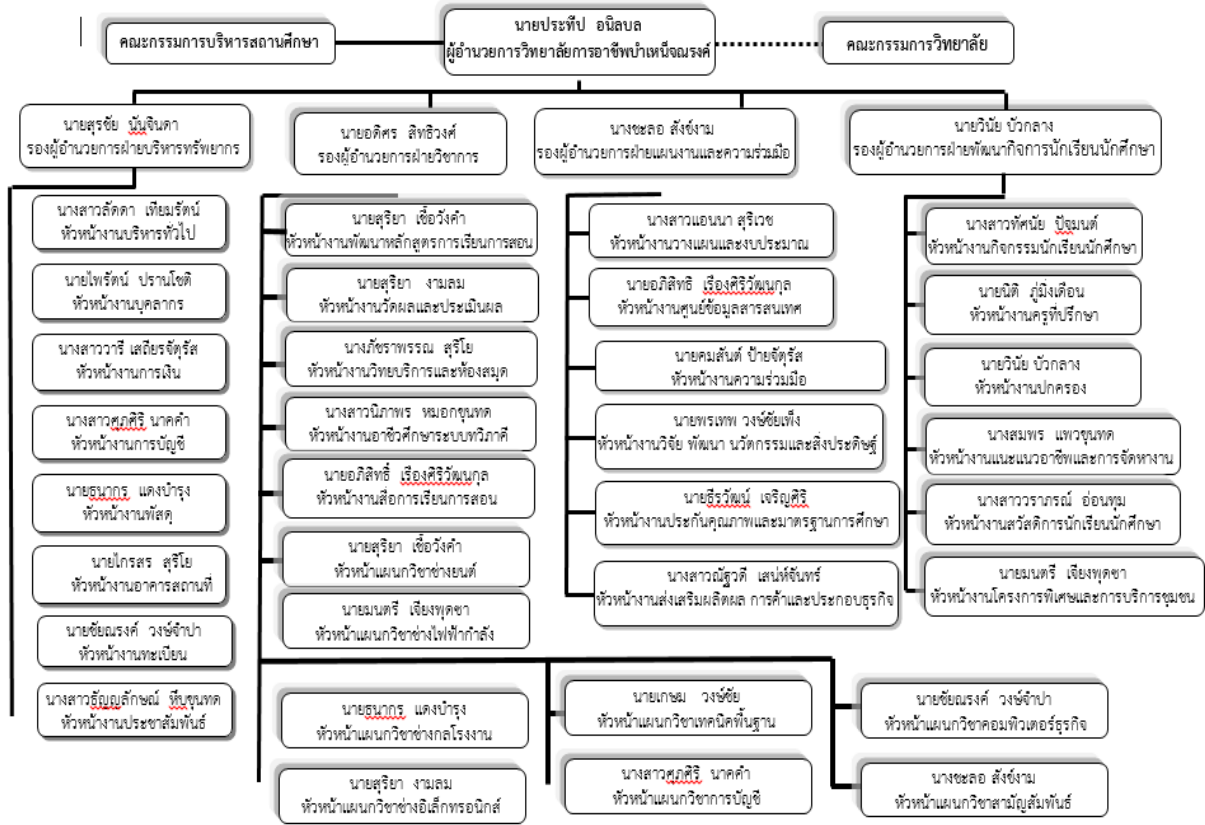 คณะกรรมการบริหารสถานศึกษา
นายประทีป อนิลบล
ผู้อำนวยการวิทยาลัยการอาชีพบำเหน็จณรงค์
คณะกรรมการวิทยาลัย
นายสุรชัย นันจินดา
รองผู้อำนวยการฝ่ายบริหารทรัพยากร
นายอดิศร สิทธิวงศ์
รองผู้อำนวยการฝ่ายวิชาการ
นางชะลอ สังข์งาม
รองผู้อำนวยการฝ่ายแผนงานและความร่วมมือ
นายวินัย บัวกลาง
รองผู้อำนวยการฝ่ายพัฒนากิจการนักเรียนนักศึกษา
นางสาวลัดดา เทียมรัตน์
หัวหน้างานบริหารทั่วไป
นายไพรัตน์ ปรานโชติ
หัวหน้างานบุคลากร
นางสาววารี เสถียรจัตุรัส
หัวหน้างานการเงิน
นางสาวศุภศิริ นาคคำ
หัวหน้างานการบัญชี
นายธนากร แดงบำรุง
หัวหน้างานพัสดุ
นายไกรสร สุริโย
หัวหน้างานอาคารสถานที่
นายชัยณรงค์ วงษ์จำปา
หัวหน้างานทะเบียน
นางสาวธัญญลักษณ์ หีบขุนทด
หัวหน้างานประชาสัมพันธ์
นายสุริยา เชื้อวังคำ
หัวหน้างานพัฒนาหลักสูตรการเรียนการสอน
นายสุริยา งามลม
หัวหน้างานวัดผลและประเมินผล
นางภัชราพรรณ สุริโย
หัวหน้างานวิทยบริการและห้องสมุด
นางสาวนิภาพร หมอกขุนทด
หัวหน้างานอาชีวศึกษาระบบทวิภาคี
นายอภิสิทธิ์ เรืองศิริวัฒนกุล
หัวหน้างานสื่อการเรียนการสอน
นายสุริยา เชื้อวังคำ
หัวหน้าแผนกวิชาช่างยนต์
นายมนตรี เจียงพุดซา
หัวหน้าแผนกวิชาช่างไฟฟ้ากำลัง
นางสาวแอนนา สุริเวช
หัวหน้างานวางแผนและงบประมาณ
นายอภิสิทธิ เรืองศิริวัฒนกุล
หัวหน้างานศูนย์ข้อมูลสารสนเทศ
นายคมสันต์ ป้ายจัตุรัส
หัวหน้างานความร่วมมือ
นายพรเทพ วงษ์ชัยเพ็ง
หัวหน้างานวิจัย พัฒนา นวัตกรรมและสิ่งประดิษฐ์
นายธีรวัฒน์ เจริญศิริ
หัวหน้างานประกันคุณภาพและมาตรฐานการศึกษา
นางสาวณัฐวดี เสน่ห์จันทร์
หัวหน้างานส่งเสริมผลิตผล การค้าและประกอบธุรกิจ
นางสาวทัศนัย ปัจฺมนต์
หัวหน้างานกิจกรรมนักเรียนนักศึกษา
นายนิติ ภู่มิ่งเดือน
หัวหน้างานครูที่ปรึกษา
นายวินัย บัวกลาง
หัวหน้างานปกครอง
นางสมพร แพวขุนทด
หัวหน้างานแนะแนวอาชีพและการจัดหางาน
นางสาววราภรณ์ อ่อนทุม
หัวหน้างานสวัสดิการนักเรียนนักศึกษา
นายมนตรี เจียงพุดซา
หัวหน้างานโครงการพิเศษและการบริการชุมชน
นายธนากร แดงบำรุง
หัวหน้าแผนกวิชาช่างกลโรงงาน
นายสุริยา งามลม
หัวหน้าแผนกวิชาช่างอิเล็กทรอนิกส์
นายเกษม วงษ์ชัย
หัวหน้าแผนกวิชาเทคนิคพื้นฐาน
นางสาวศุภศิริ นาคคำ
หัวหน้าแผนกวิชาการบัญชี
นายชัยณรงค์ วงษ์จำปา
หัวหน้าแผนกวิชาคอมพิวเตอร์ธุรกิจ
นางชะลอ สังข์งาม
หัวหน้าแผนกวิชาสามัญสัมพันธ์